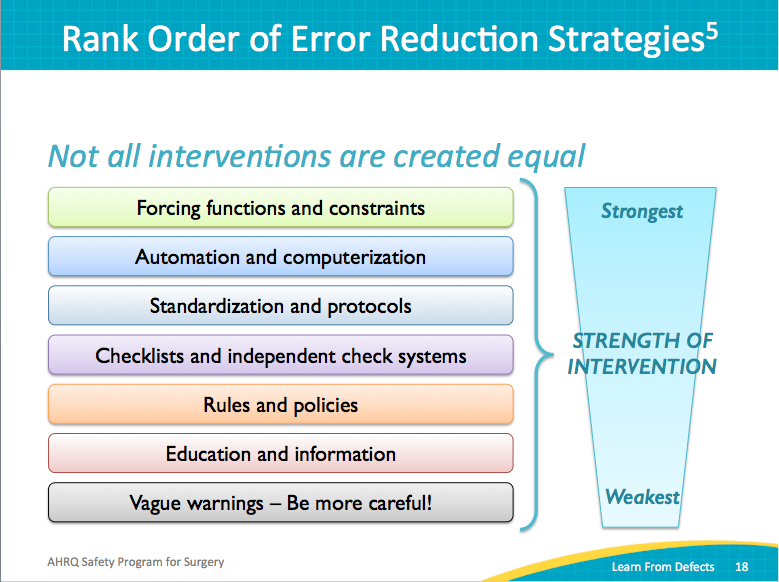 Rank Order of Error Reduction Strategies5
Not all interventions are created equal
Forcing functions and constraints
Automation and computerization
Standardization and protocols
Checklists and independent check systems
Rules and policies
Education and information
Vague warnings – Be more careful!
Strongest
STRENGTH OF
INTERVENTION
Weakest
AHRQ Safety Program for Surgery
Learn From Defects 18